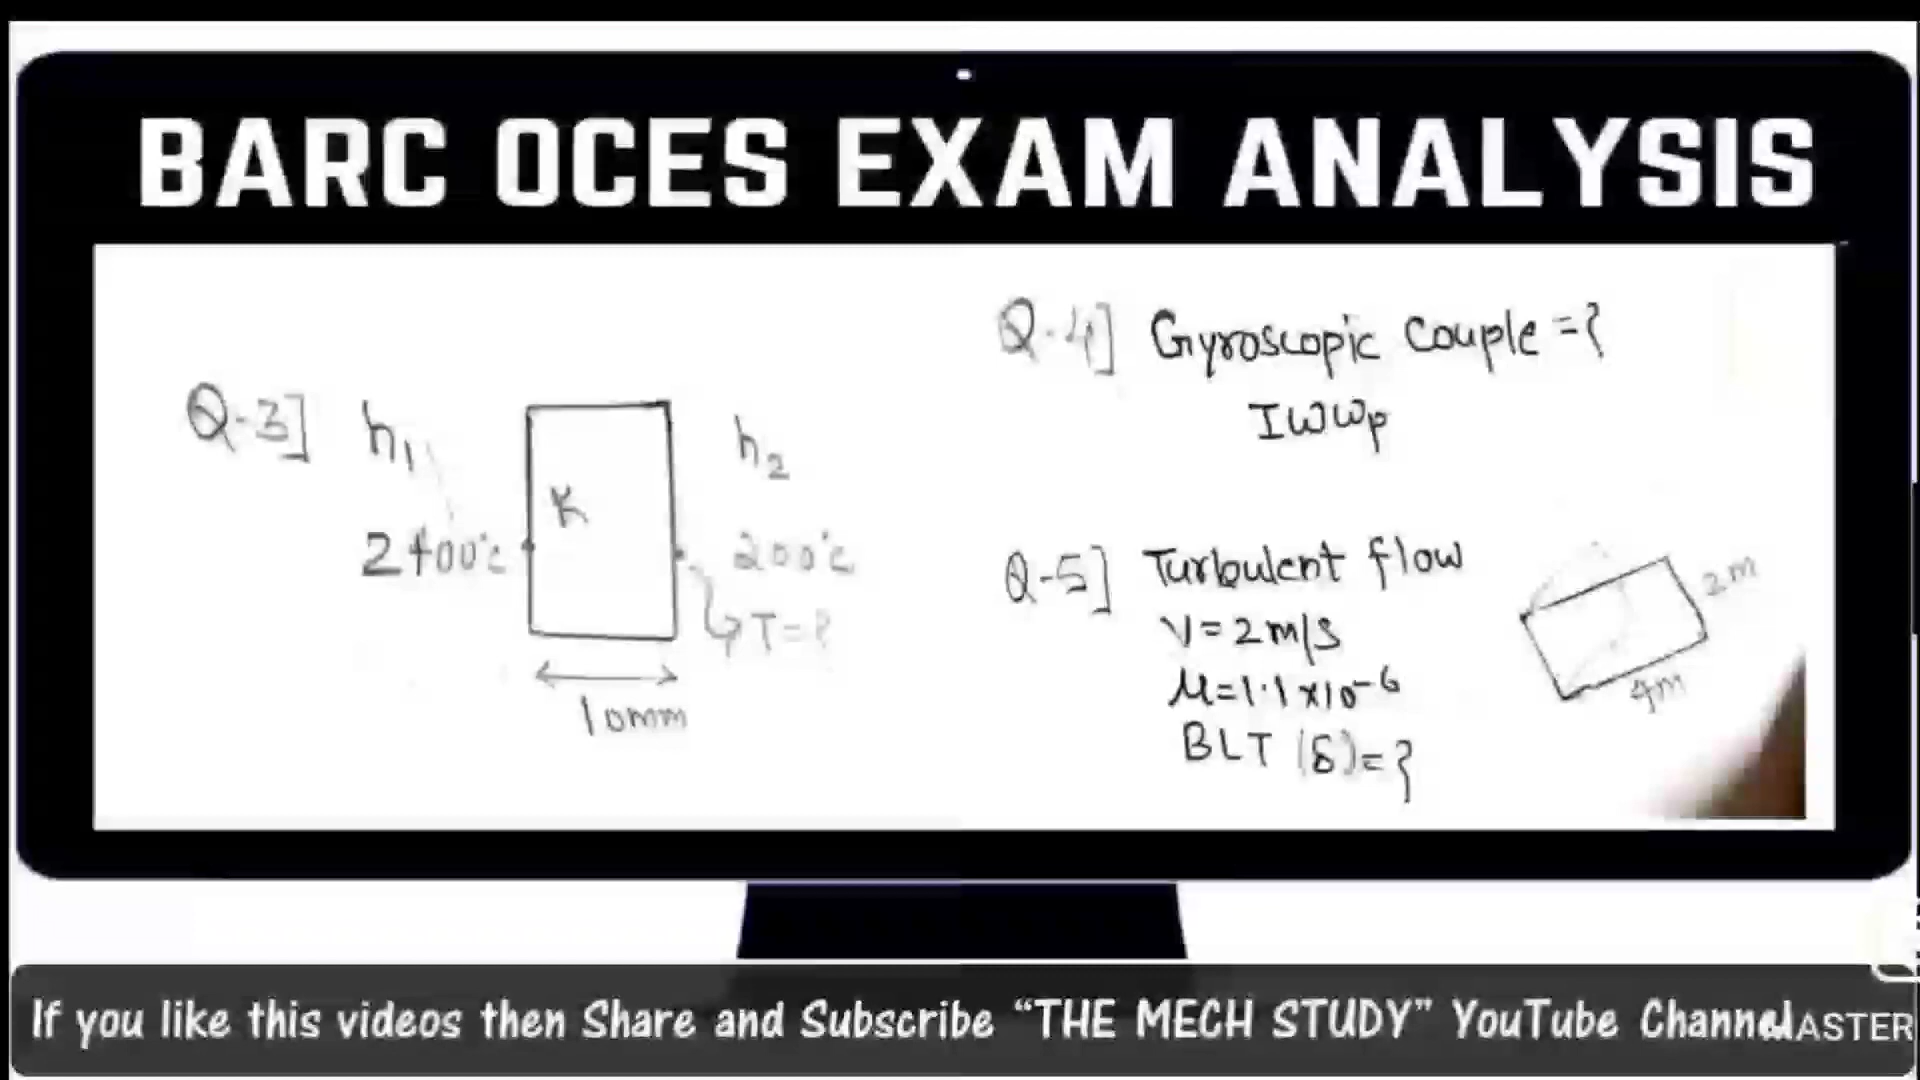 BARC OCES EXAM ANALYSIS
Q-3] h1 h2
K
2400°c 200°c
T=?
10mm
Q-4] Gyroscopic Couple =?
Iωωp
Q-5] Turbulent flow
V=2m/s
μ=1.1×10-6
BLT (δ)=?
2m
4m
If you like this videos then Share and Subscribe “THE MECH STUDY” YouTube Channel